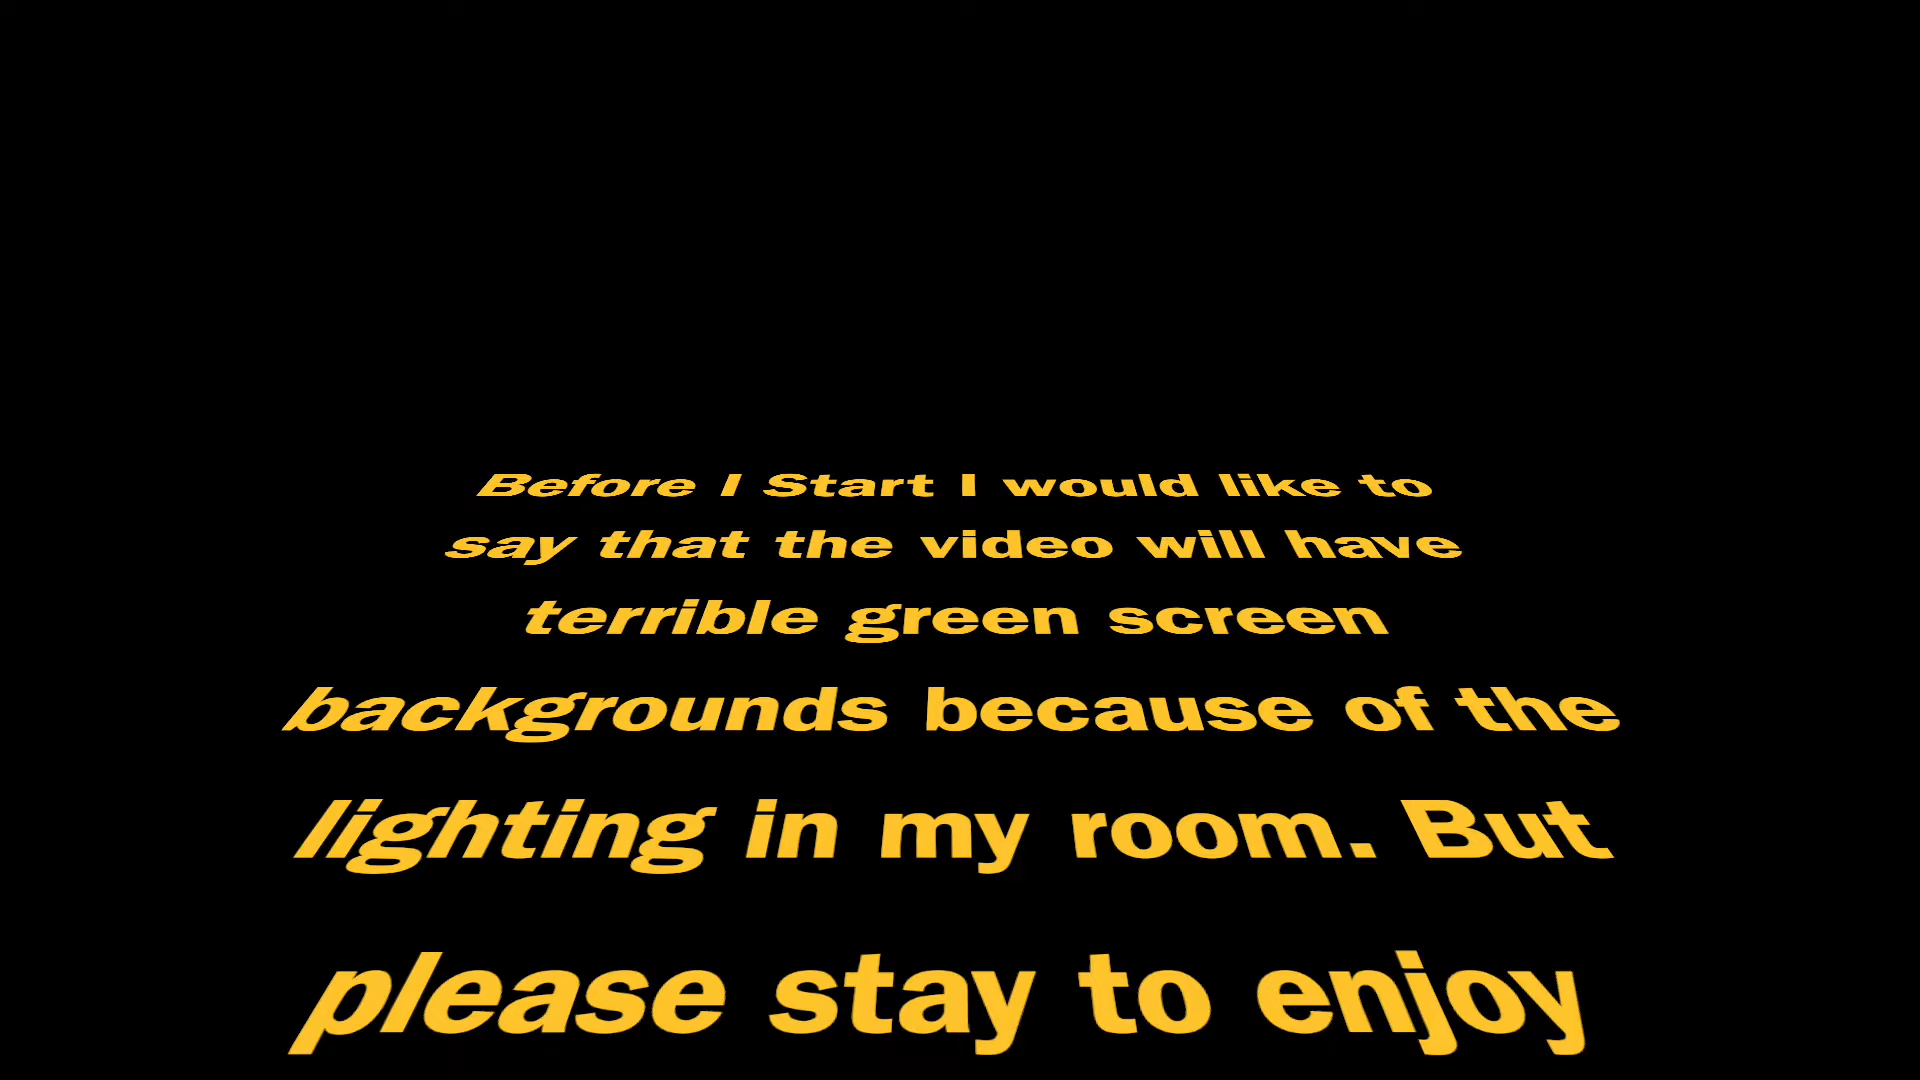 Before I Start I would like to
say that the video will have
terrible green screen
backgrounds because of the
lighting in my room. But
please stay to enjoy